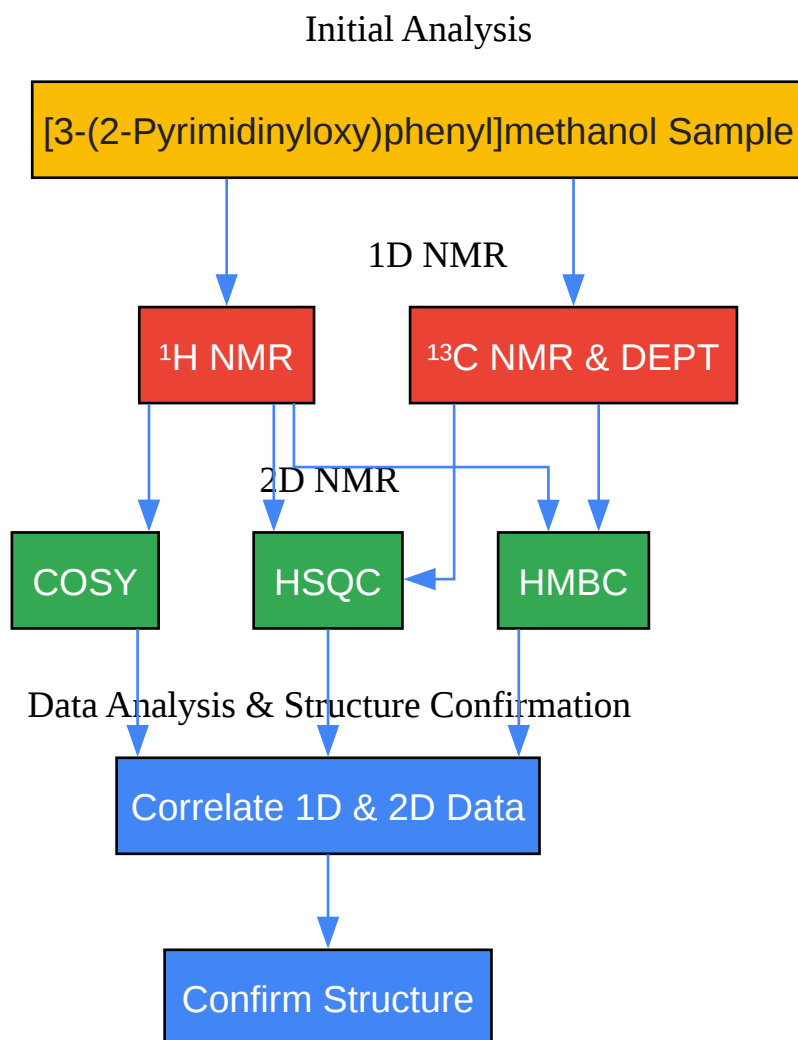 Initial Analysis
[3-(2-Pyrimidinyloxy)phenyl]methanol Sample
1D NMR
¹H NMR
¹³C NMR & DEPT
2D NMR
COSY
HSQC
HMBC
Data Analysis & Structure Confirmation
Correlate 1D & 2D Data
Confirm Structure